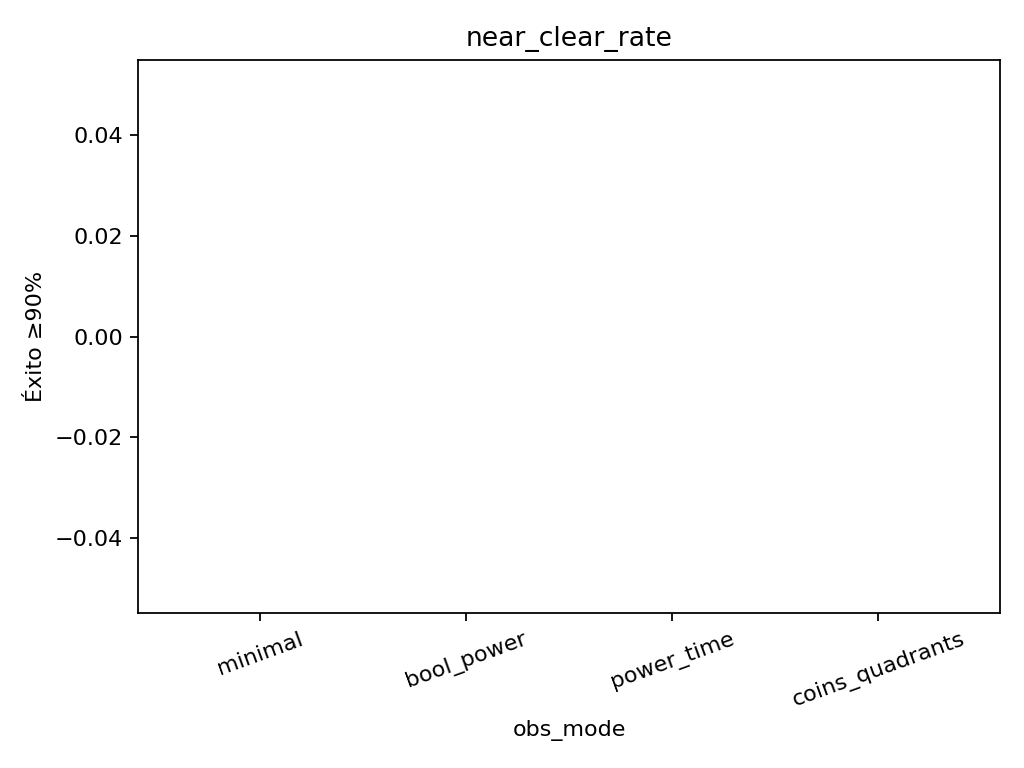 near_clear_rate
0.04
0.02
0.00
−0.02
−0.04
Éxito ≥90%
minimal
bool_power
power_time
coins_quadrants
obs_mode